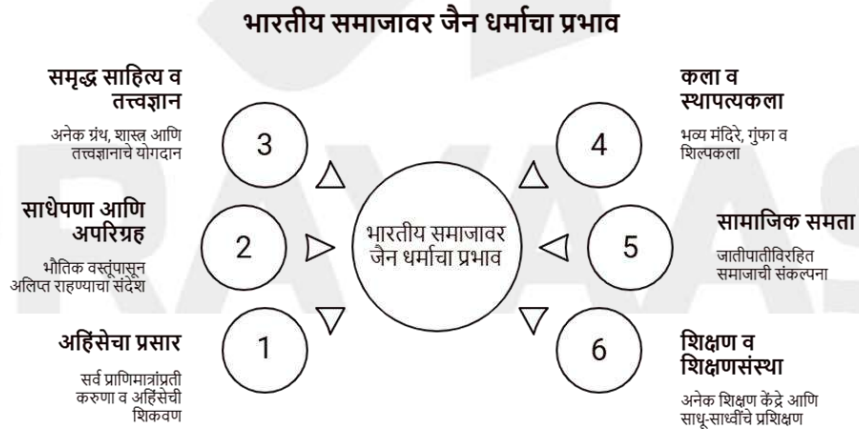 भारतीय समाजावर जैन धर्माचा प्रभाव
समृद्ध साहित्य व
तत्त्वज्ञान
अनेक ग्रंथ, शास्त्र आणि
तत्त्वज्ञानाचे योगदान
3
साधेपणा आणि
अपरिग्रह
भौतिक वस्तूंपासून
अलिप्त राहण्याचा संदेश
2
अहिंसेचा प्रसार
सर्व प्राणिमात्रांप्रती
करुणा व अहिंसेची
शिकवण
1
भारतीय समाजावर
जैन धर्माचा प्रभाव
4
कला व
स्थापत्यकला
भव्य मंदिरे, गुंफा व
शिल्पकला
5
सामाजिक समता
जातीपातीविरहित
समाजाची संकल्पना
6
शिक्षण व
शिक्षणसंस्था
अनेक शिक्षण केंद्रे आणि
साधू-साध्वींचे प्रशिक्षण